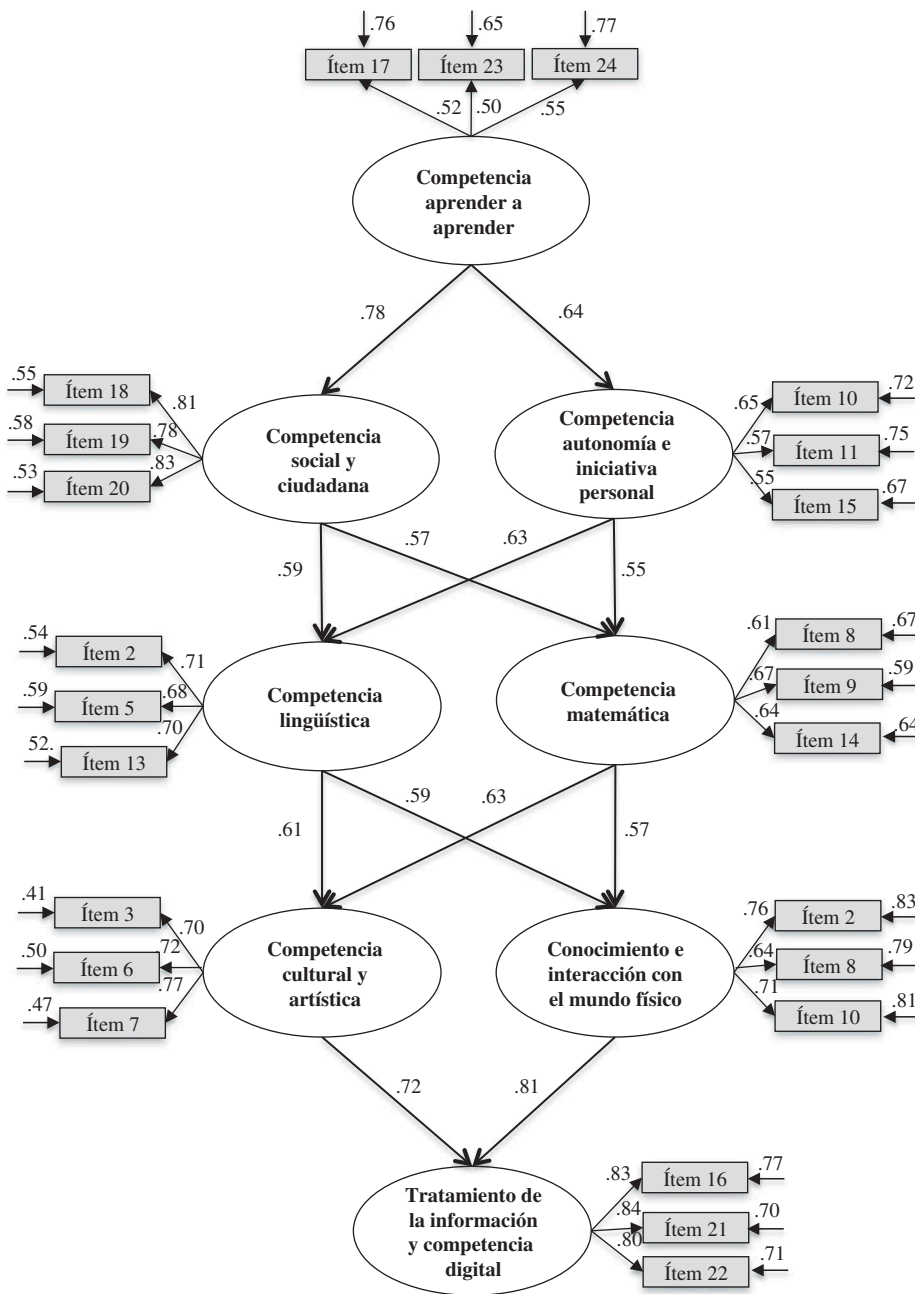 .76 .65 .77
Ítem 17 Ítem 23 Ítem 24
.52 .50 .55
Competencia
aprender a
aprender
.78 .64
.55 Ítem 18 .81
.58 Ítem 19 .78
.53 Ítem 20 .83
Competencia
social y
ciudadana
Competencia
autonomía e
iniciativa
personal
.65 Ítem 10 .72
.57 Ítem 11 .75
.55 Ítem 15 .67
.59 .57 .63 .55
.54 Ítem 2 .71
.59 Ítem 5 .68
52. Ítem 13 .70
Competencia
lingüística
Competencia
matemática
.61 Ítem 8 .67
.67 Ítem 9 .59
.64 Ítem 14 .64
.61 .59 .63 .57
.41 Ítem 3 .70
.50 Ítem 6 .72
.47 Ítem 7 .77
Competencia
cultural y
artística
Conocimiento e
interacción con
el mundo físico
.76 Ítem 2 .83
.64 Ítem 8 .79
.71 Ítem 10 .81
.72 .81
Tratamiento de
la información
y competencia
digital
.83 Ítem 16 .77
.84 Ítem 21 .70
.80 Ítem 22 .71